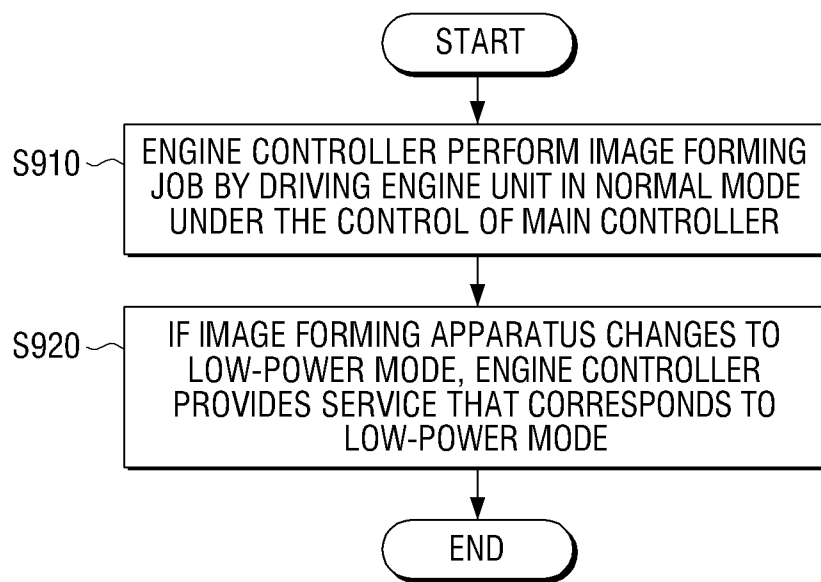 START
S910
ENGINE CONTROLLER PERFORM IMAGE FORMING
JOB BY DRIVING ENGINE UNIT IN NORMAL MODE
UNDER THE CONTROL OF MAIN CONTROLLER
S920
IF IMAGE FORMING APPARATUS CHANGES TO
LOW-POWER MODE, ENGINE CONTROLLER
PROVIDES SERVICE THAT CORRESPONDS TO
LOW-POWER MODE
END